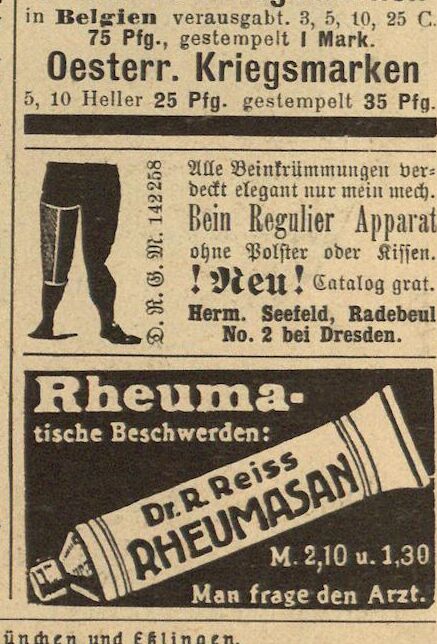 in Belgien verausgabt. 3, 5, 10, 25 C.
75 Pfg., gestempelt 1 Mark.
Oesterr. Kriegsmarken
5, 10 Heller 25 Pfg. gestempelt 35 Pfg.
D. R. G. M. 142 258
Alle Beinkrümmungen ver=
deckt elegant nur mein mech.
Bein Regulier Apparat
ohne Polster oder Kissen.
! Neu! Catalog grat.
Herm. Seefeld, Radebeul
No. 2 bei Dresden.
Rheuma-
tische Beschwerden:
Dr. R. Reiss
RHEUMASAN
M. 2,10 u. 1,30
Man frage den Arzt.
ünchen und Eßlingen.